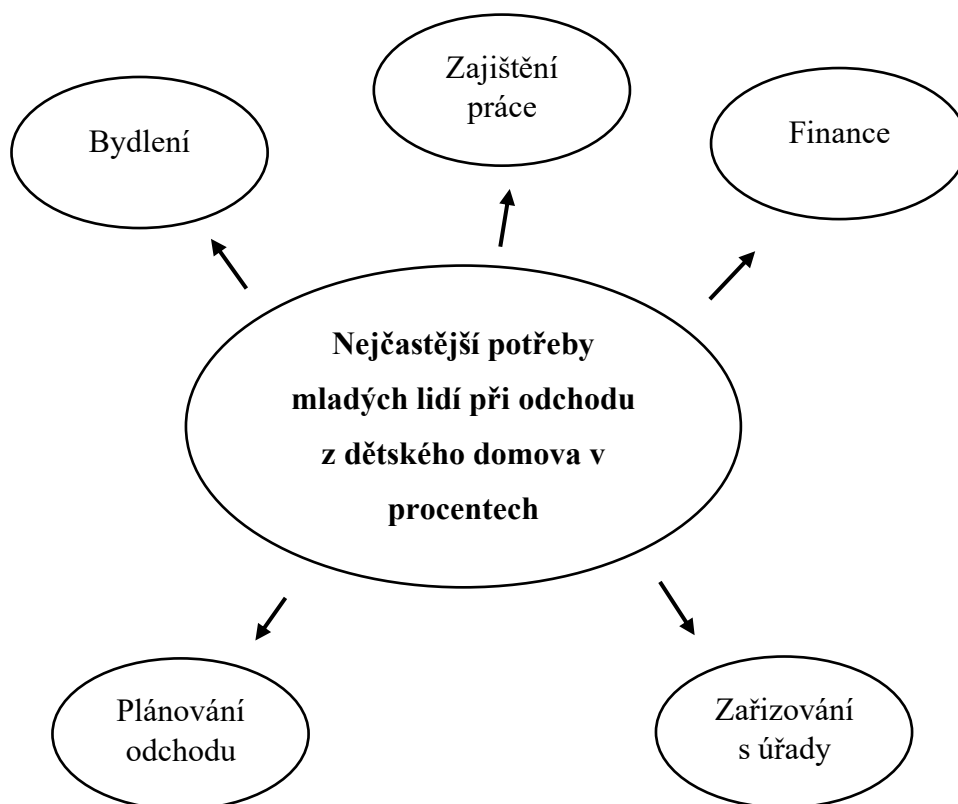 Zajištění
práce
Bydlení
Finance
Nejčastější potřeby
mladých lidí při odchodu
z dětského domova v
procentech
Plánování
odchodu
Zařizování
s úřady